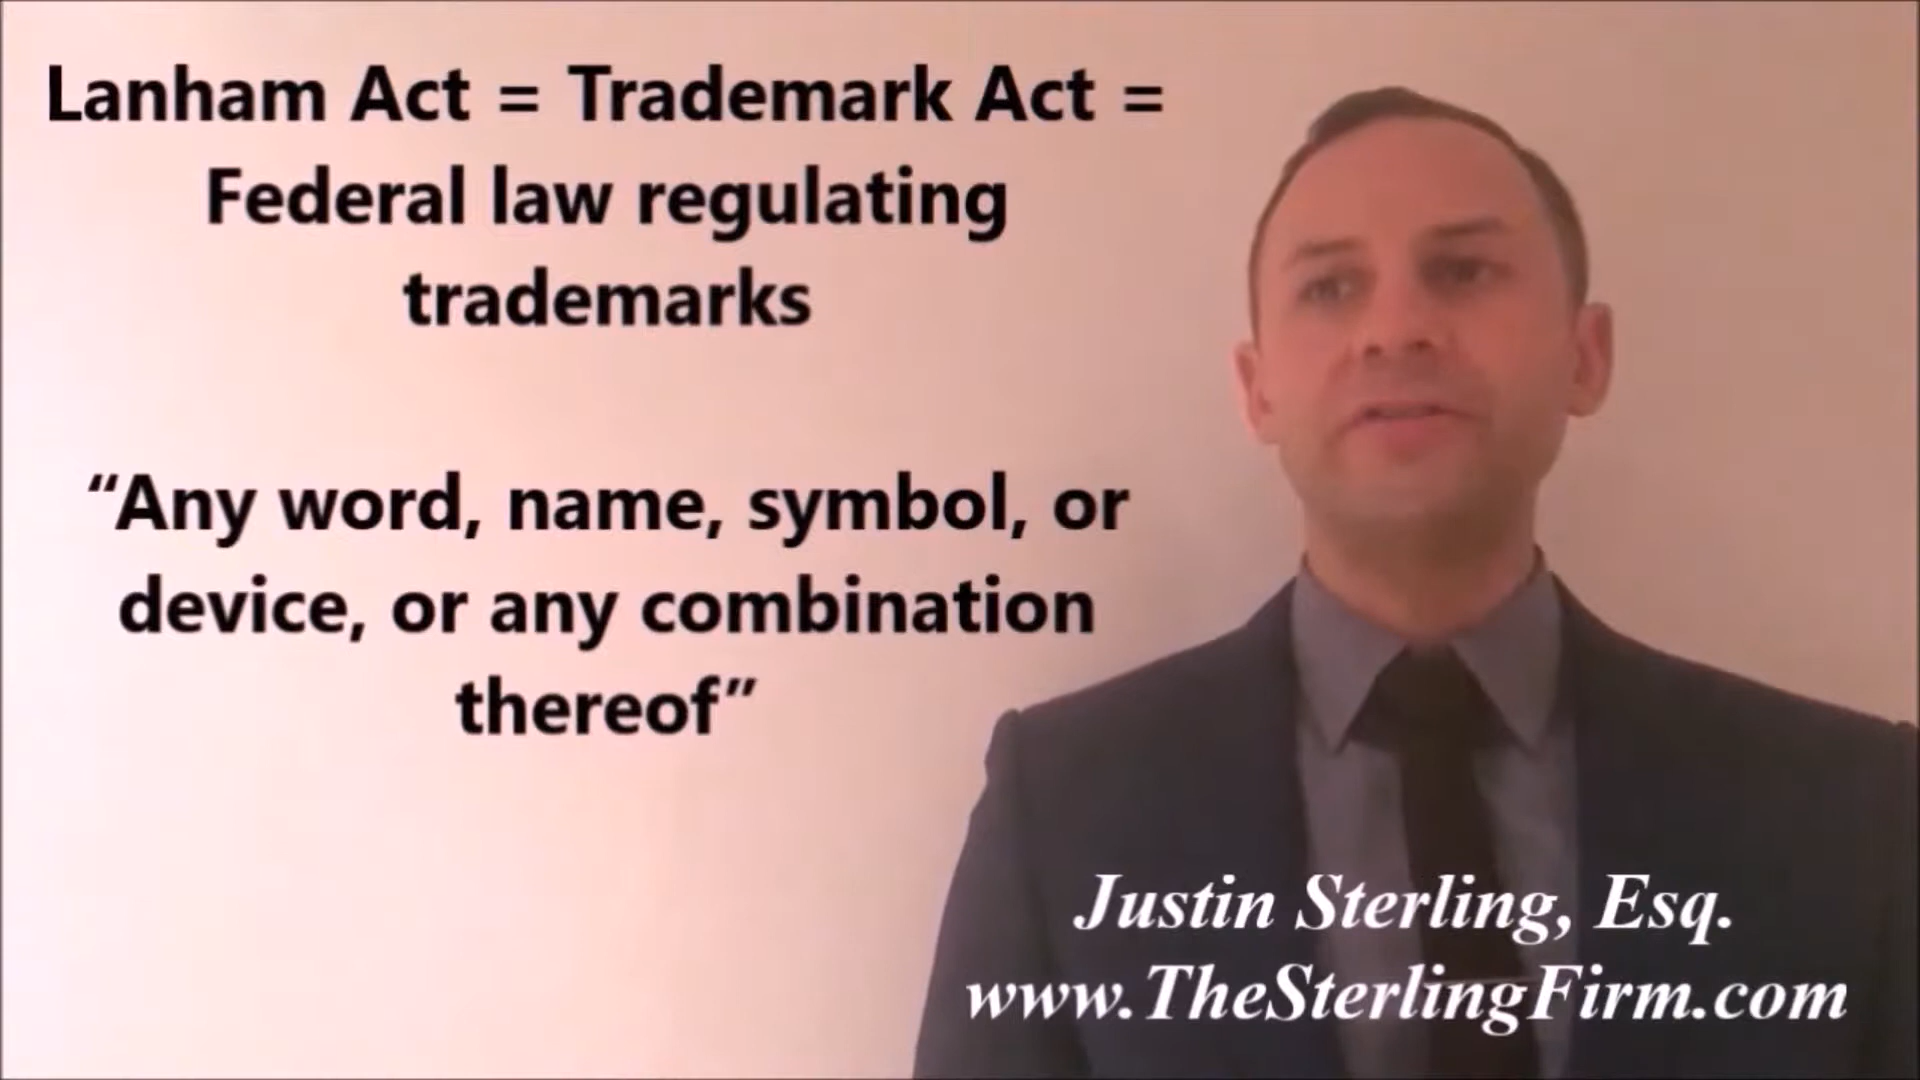 Lanham Act = Trademark Act =
Federal law regulating
trademarks
“Any word, name, symbol, or
device, or any combination
thereof”
Justin Sterling, Esq.
www.TheSterlingFirm.com